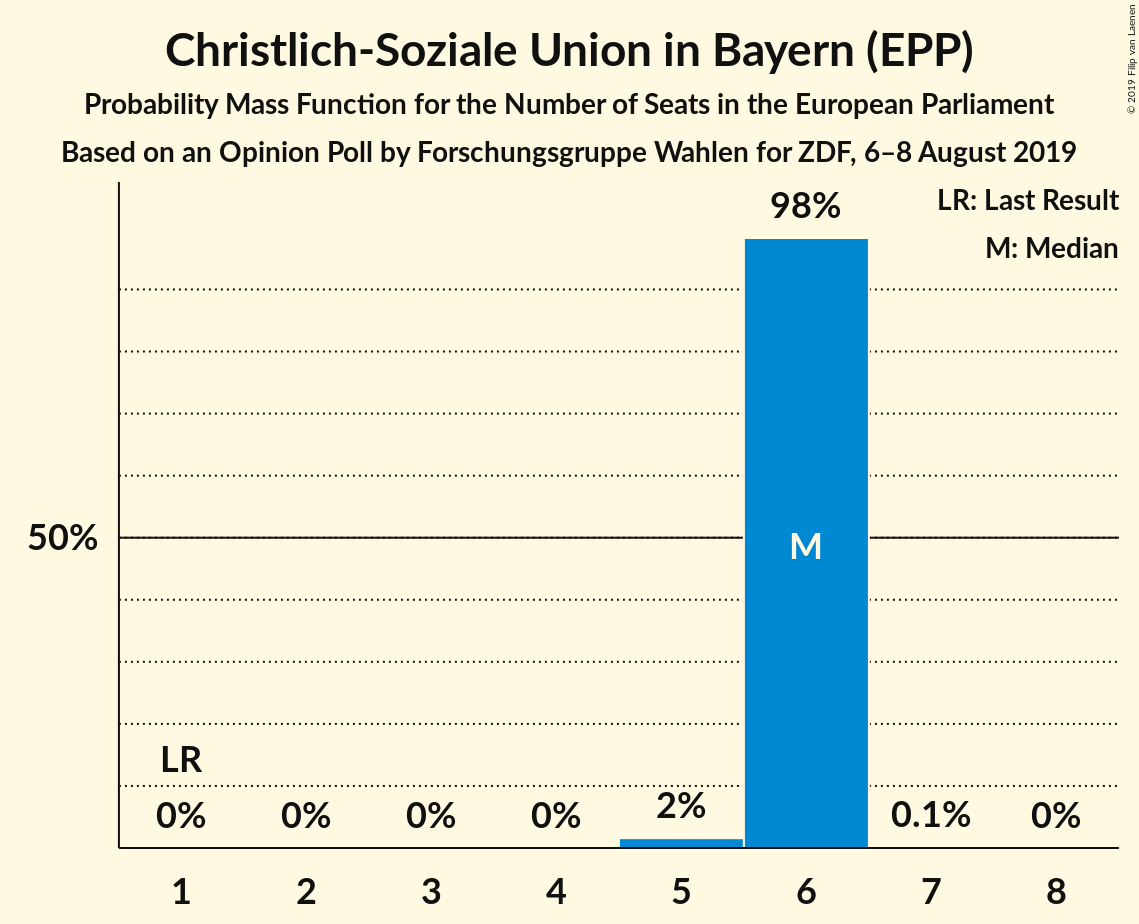 Christlich-Soziale Union in Bayern (EPP)
Probability Mass Function for the Number of Seats in the European Parliament
Based on an Opinion Poll by Forschungsgruppe Wahlen for ZDF, 6–8 August 2019
© 2019 Filip van Laenen
LR: Last Result
M: Median
98%
50%
M
LR
0%
0%
0%
0%
2%
0.1%
0%
1
2
3
4
5
6
7
8